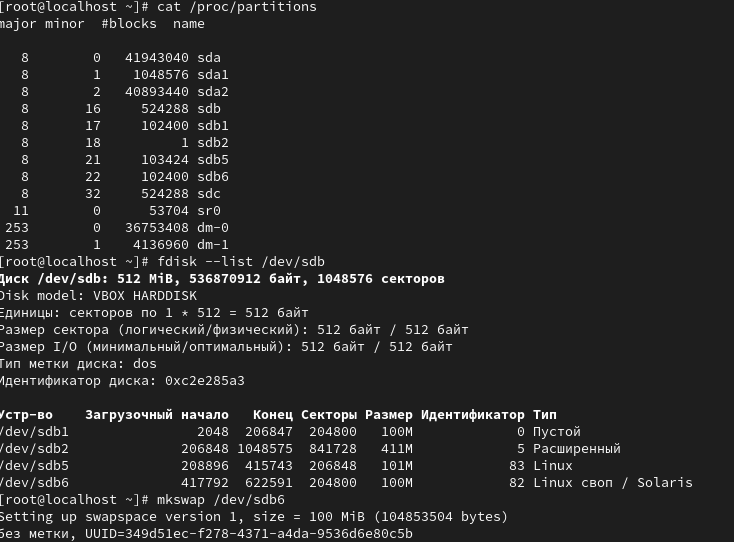 [root@localhost ~]# cat /proc/partitions
major minor  #blocks  name
8        0   41943040 sda
8        1    1048576 sda1
8        2   40893440 sda2
8       16     524288 sdb
8       17     102400 sdb1
8       18          1 sdb2
8       21     103424 sdb5
8       22     102400 sdb6
8       32     524288 sdc
11        0      53704 sr0
253        0   36753408 dm-0
253        1    4136960 dm-1
[root@localhost ~]# fdisk --list /dev/sdb
Диск /dev/sdb: 512 MiB, 536870912 байт, 1048576 секторов
Disk model: VBOX HARDDISK
Единицы: секторов по 1 * 512 = 512 байт
Размер сектора (логический/физический): 512 байт / 512 байт
Размер I/O (минимальный/оптимальный): 512 байт / 512 байт
Тип метки диска: dos
Идентификатор диска: 0xc2e285a3
Устр-во    Загрузочный начало   Конец Секторы Размер Идентификатор Тип
/dev/sdb1                2048  206847  204800   100M             0 Пустой
/dev/sdb2              206848 1048575  841728   411M             5 Расширенный
/dev/sdb5              208896  415743  206848   101M            83 Linux
/dev/sdb6              417792  622591  204800   100M            82 Linux своп / Solaris
[root@localhost ~]# mkswap /dev/sdb6
Setting up swapspace version 1, size = 100 MiB (104853504 bytes)
без метки, UUID=349d51ec-f278-4371-a4da-9536d6e80c5b